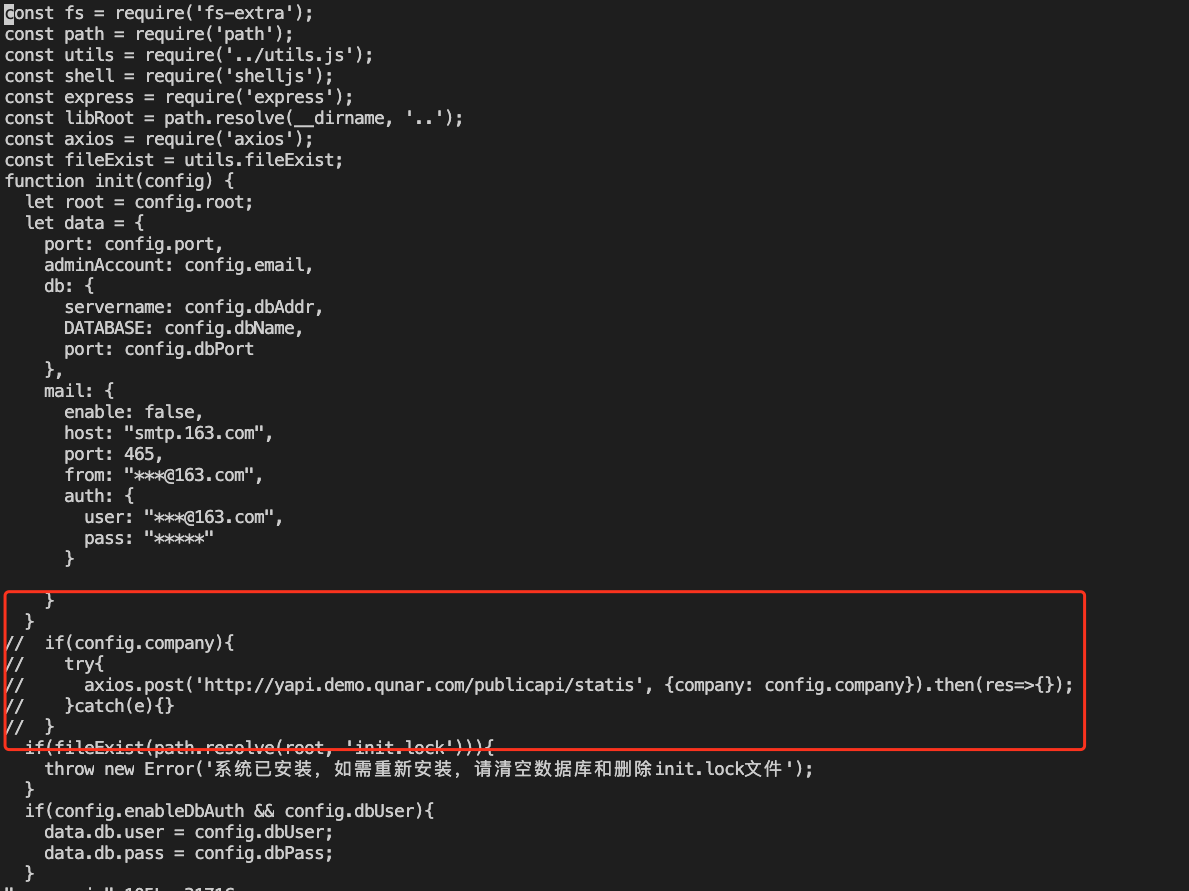 const fs = require('fs-extra');
const path = require('path');
const utils = require('../utils.js');
const shell = require('shelljs');
const express = require('express');
const libRoot = path.resolve(__dirname, '..');
const axios = require('axios');
const fileExist = utils.fileExist;
function init(config) {
  let root = config.root;
  let data = {
    port: config.port,
    adminAccount: config.email,
    db: {
      servername: config.dbAddr,
      DATABASE: config.dbName,
      port: config.dbPort
    },
    mail: {
      enable: false,
      host: "smtp.163.com",
      port: 465,
      from: "***@163.com",
      auth: {
        user: "***@163.com",
        pass: "*****"
      }
    }
  }
//  if(config.company){
//    try{
//      axios.post('http://yapi.demo.qunar.com/publicapi/statis', {company: config.company}).then(res=>{});
//    }catch(e){}
//  }
  if(fileExist(path.resolve(root, 'init.lock'))){
    throw new Error('系统已安装，如需重新安装，请清空数据库和删除init.lock文件');
  }
  if(config.enableDbAuth && config.dbUser){
    data.db.user = config.dbUser;
    data.db.pass = config.dbPass;
  }